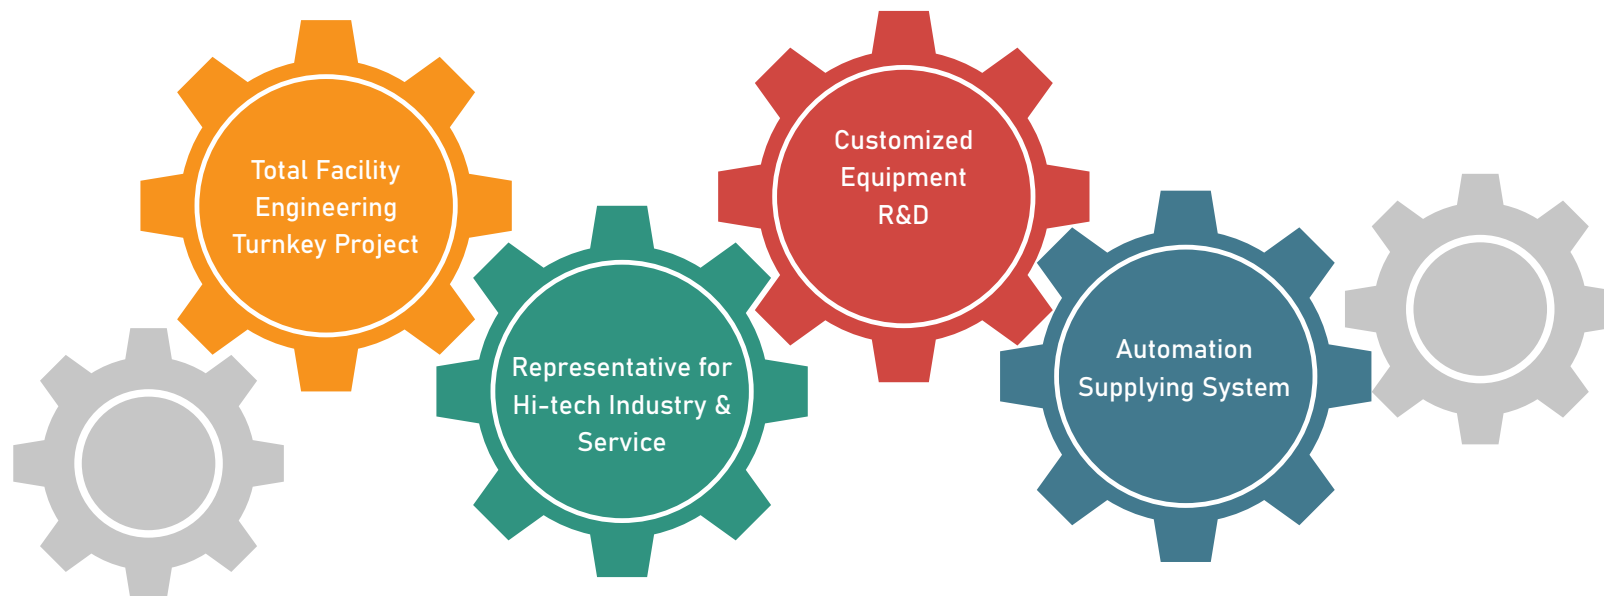 Total Facility
Engineering
Turnkey Project
Representative for
Hi-tech Industry &
Service
Customized
Equipment
R&D
Automation
Supplying System